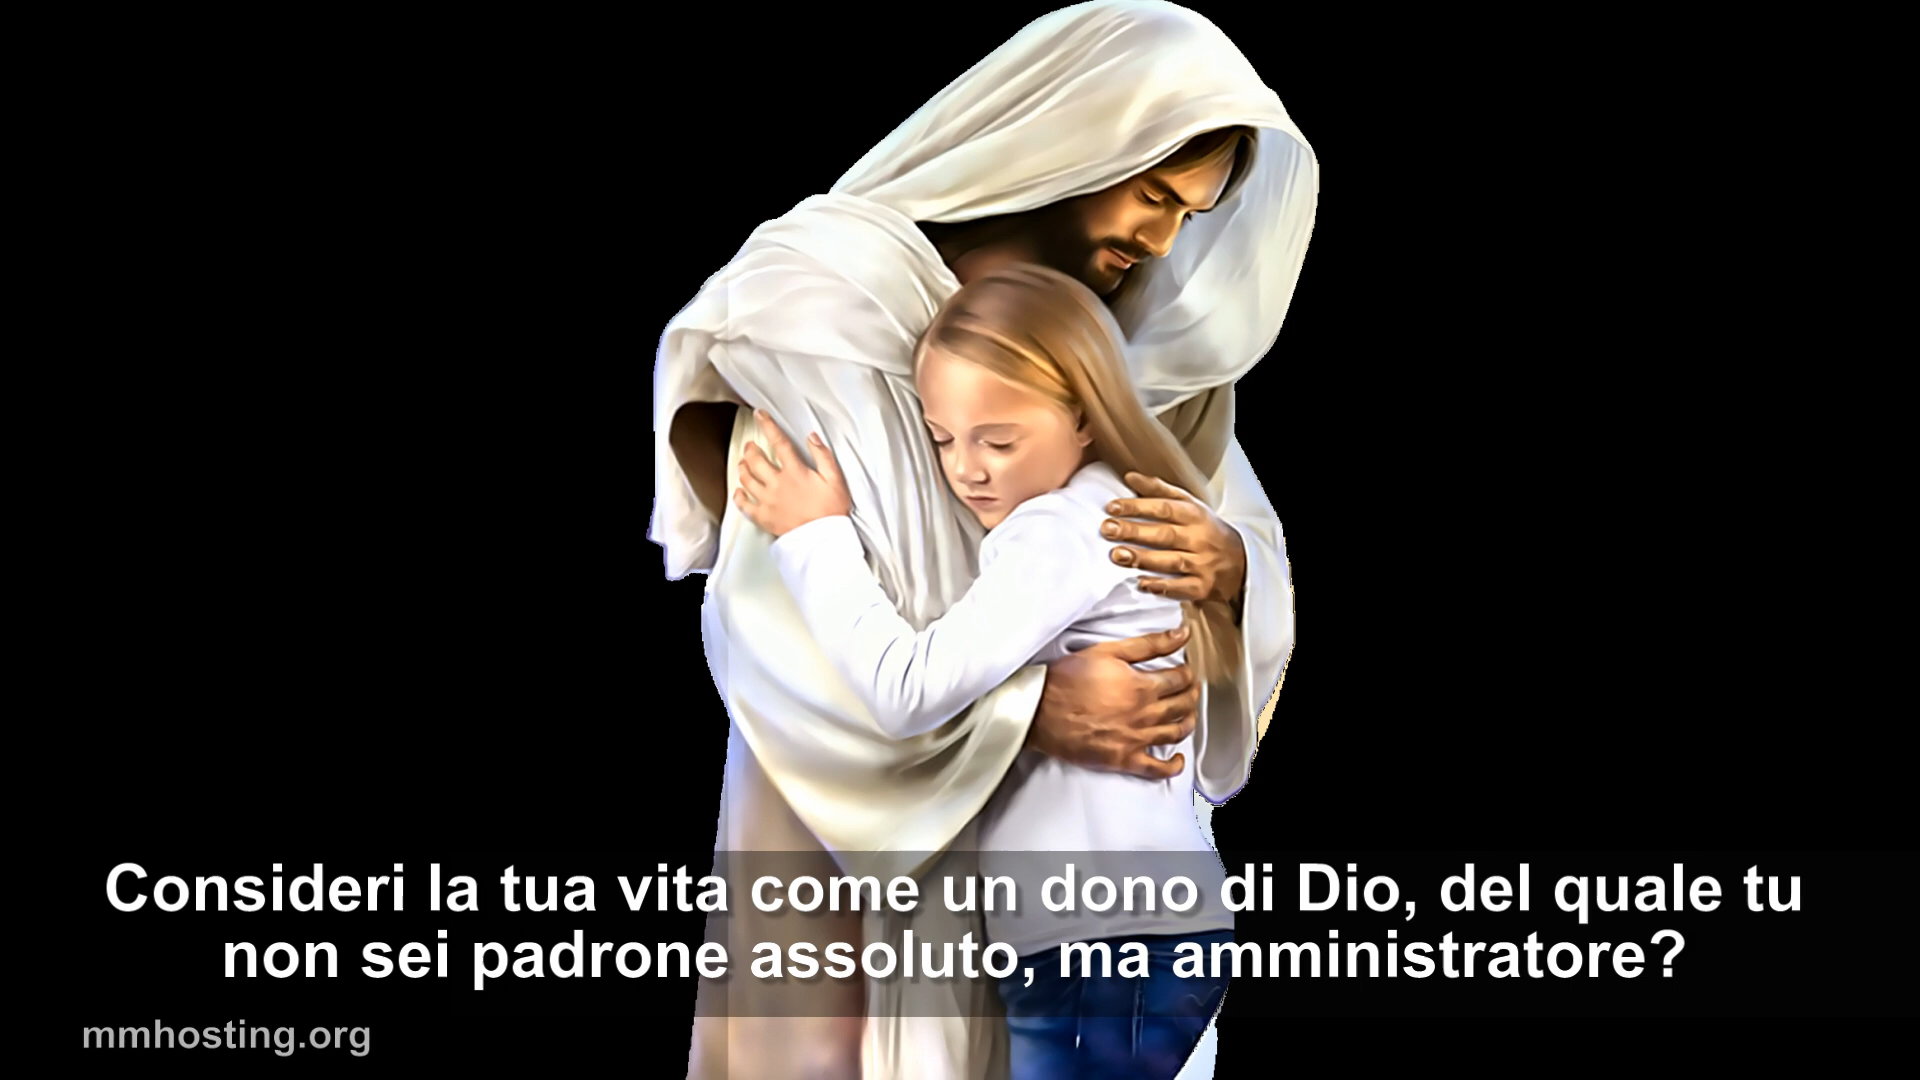 Consideri la tua vita come un dono di Dio, del quale tu
non sei padrone assoluto, ma amministratore?
mmhosting.org